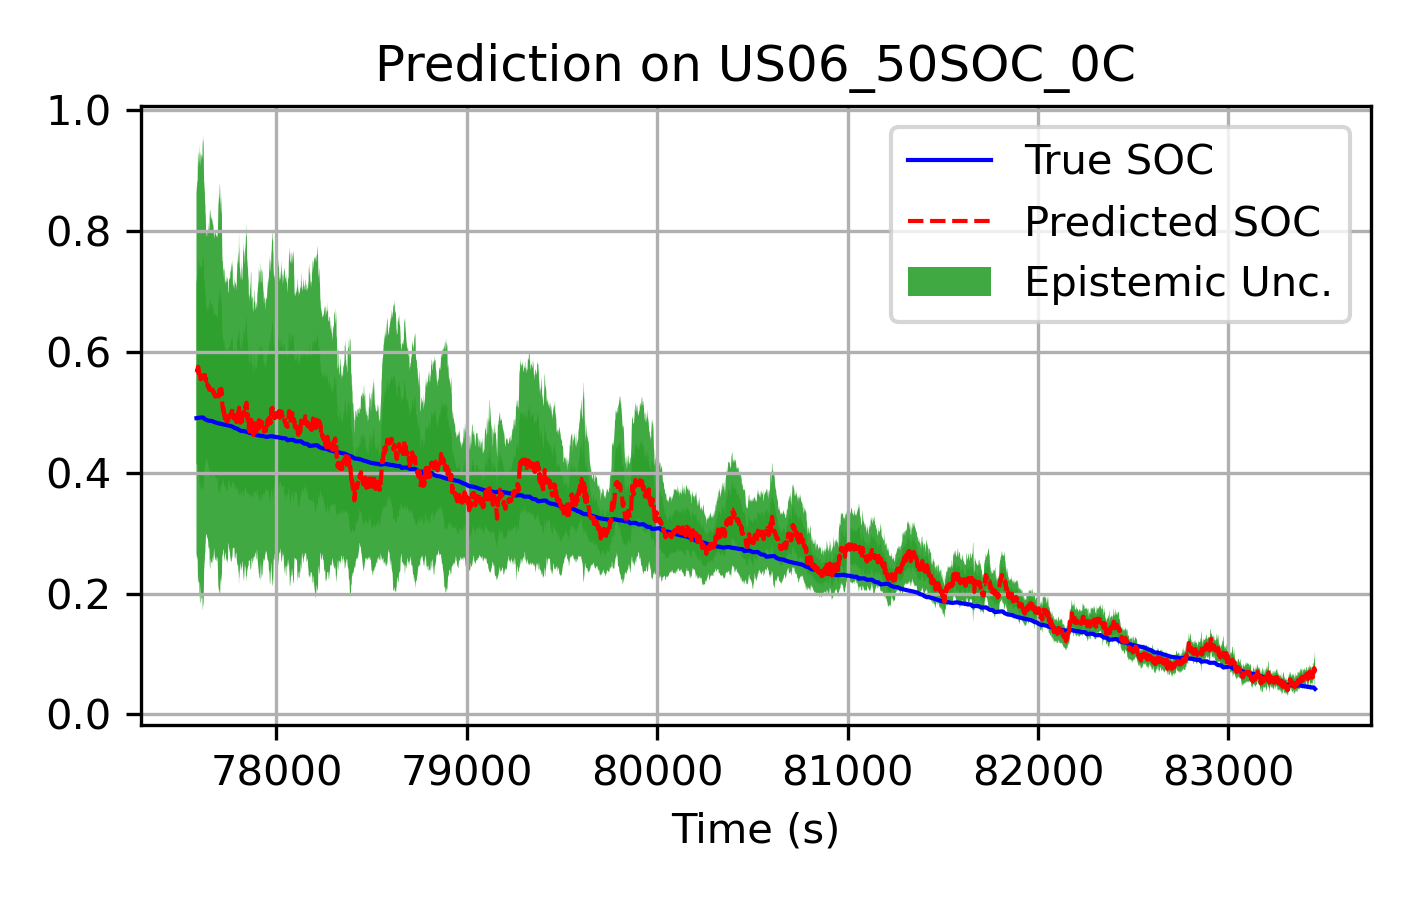 Prediction on US06_50SOC_0C
1.0
0.8
0.6
0.4
0.2
0.0
True SOC
Predicted SOC
Epistemic Unc.
78000 79000 80000 81000 82000 83000
Time (s)